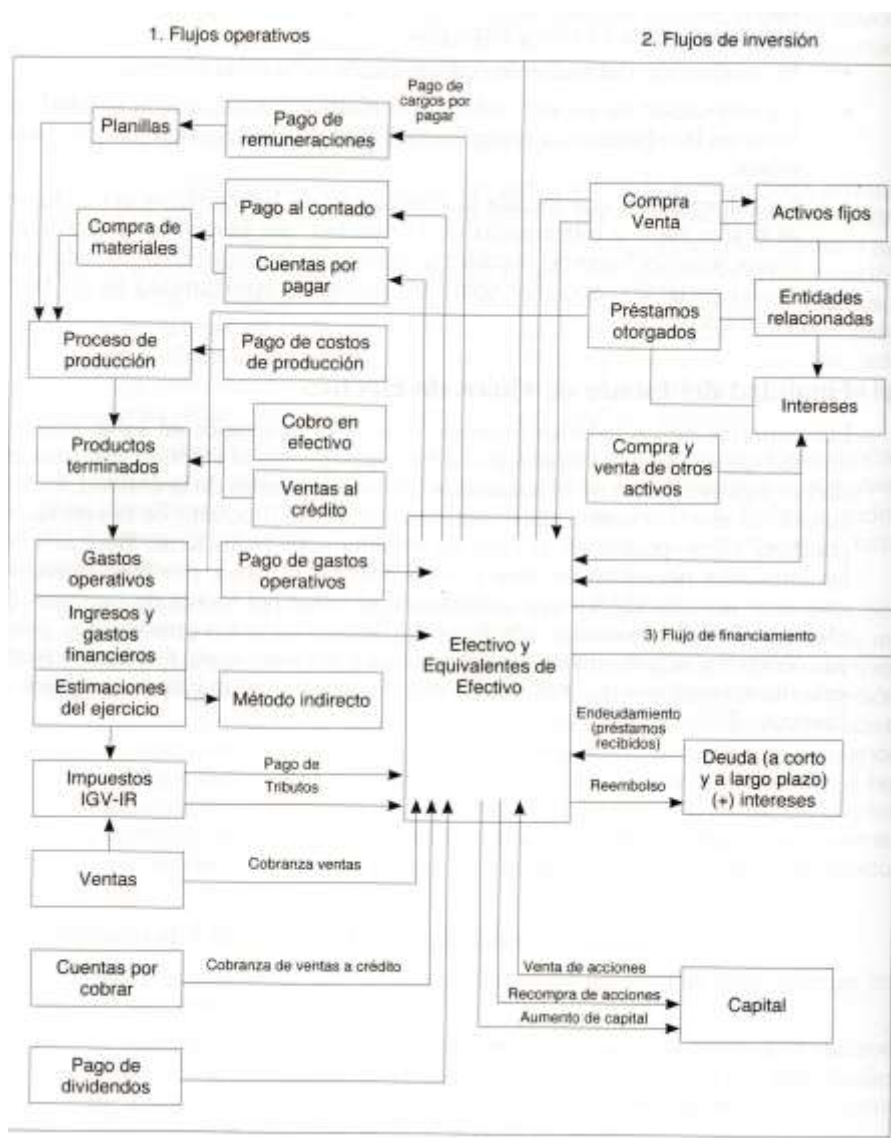 1. Flujos operativos
2. Flujos de inversión
Pago de
cargos por
pagar
Planillas
Pago de
remuneraciones
Compra de
materiales
Pago al contado
Cuentas por
pagar
Compra
Venta
Activos fijos
Préstamos
otorgados
Entidades
relacionadas
Proceso de
producción
Pago de costos
de producción
Intereses
Productos
terminados
Cobro en
efectivo
Ventas al
crédito
Compra y
venta de otros
activos
Gastos
operativos
Pago de gastos
operativos
Ingresos y
gastos
financieros
Efectivo y
Equivalentes de
Efectivo
3) Flujo de financiamiento
Estimaciones
del ejercicio
Método indirecto
Endeudamiento
(préstamos
recibidos)
Deuda (a corto
y a largo plazo)
(+) intereses
Reembolso
Impuestos
IGV-IR
Pago de
Tributos
Ventas
Cobranza ventas
Cuentas por
cobrar
Cobranza de ventas a crédito
Venta de acciones
Recompra de acciones
Aumento de capital
Capital
Pago de
dividendos